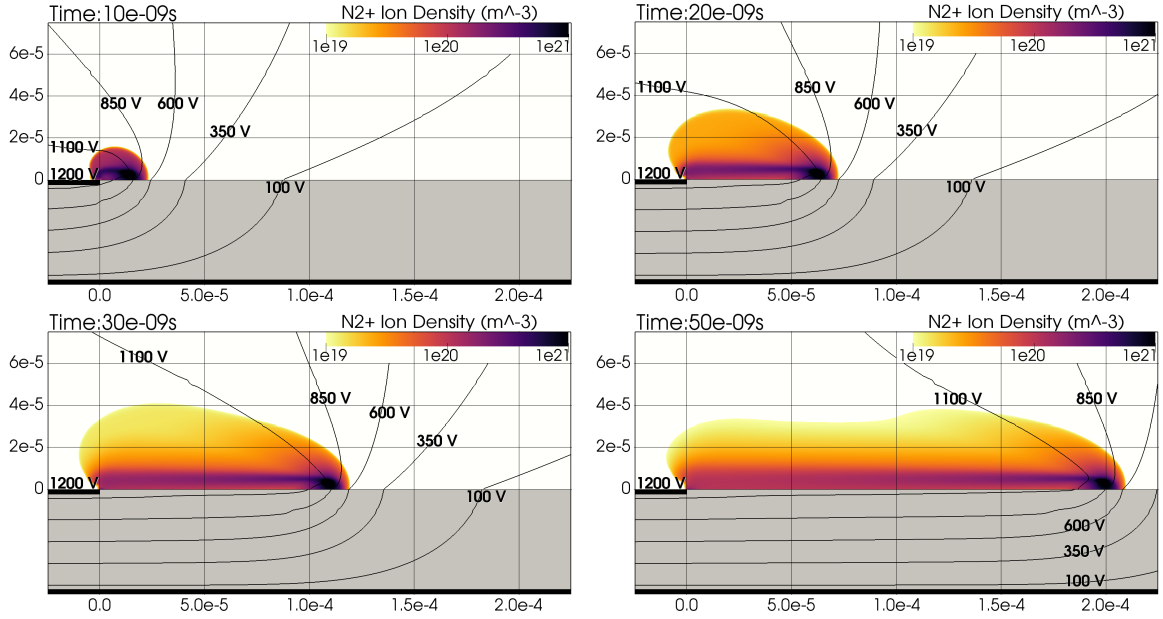 Time:10e-09s
N2+ Ion Density (m^-3)
1e19 1e20 1e21
6e-5
4e-5
2e-5
0
850 V 600 V
350 V
1100 V
1200 V
100 V
0.0 5.0e-5 1.0e-4 1.5e-4 2.0e-4
Time:20e-09s
N2+ Ion Density (m^-3)
1e19 1e20 1e21
6e-5
4e-5
2e-5
0
1100 V 850 V
600 V
350 V
1200 V
100 V
0.0 5.0e-5 1.0e-4 1.5e-4 2.0e-4
Time:30e-09s
N2+ Ion Density (m^-3)
1e19 1e20 1e21
6e-5
4e-5
2e-5
0
1100 V
850 V
600 V
350 V
1200 V
100 V
0.0 5.0e-5 1.0e-4 1.5e-4 2.0e-4
Time:50e-09s
N2+ Ion Density (m^-3)
1e19 1e20 1e21
6e-5
4e-5
2e-5
0
1100 V 850 V
1200 V
600 V
350 V
100 V
0.0 5.0e-5 1.0e-4 1.5e-4 2.0e-4